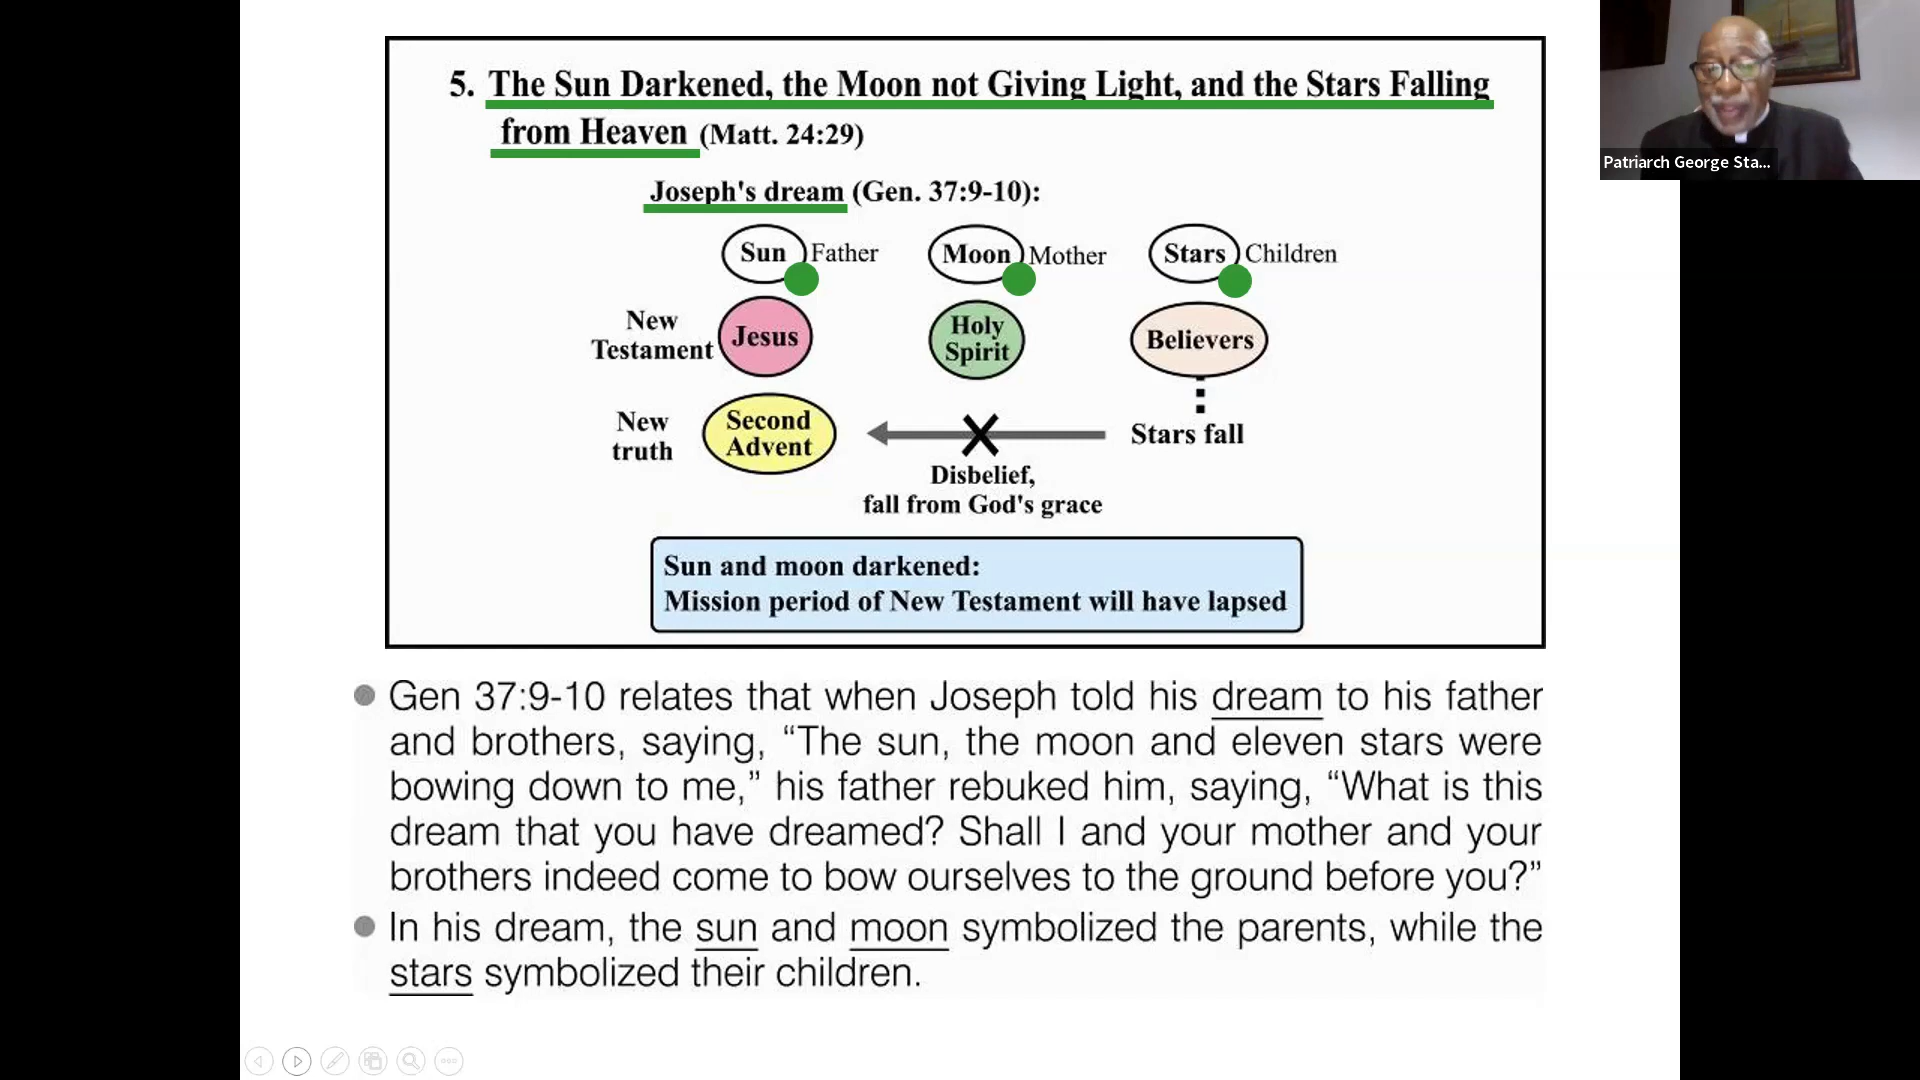 5. The Sun Darkened, the Moon not Giving Light, and the Stars Falling
from Heaven (Matt. 24:29)
Joseph's dream (Gen. 37:9-10):
Sun Father Moon Mother Stars Children
New
Testament
Jesus
Holy
Spirit
Believers
New
truth
Second
Advent
Stars fall
Disbelief,
fall from God's grace
Sun and moon darkened:
Mission period of New Testament will have lapsed
Gen 37:9-10 relates that when Joseph told his dream to his father
and brothers, saying, “The sun, the moon and eleven stars were
bowing down to me,” his father rebuked him, saying, “What is this
dream that you have dreamed? Shall I and your mother and your
brothers indeed come to bow ourselves to the ground before you?”
In his dream, the sun and moon symbolized the parents, while the
stars symbolized their children.
Patriarch George Sta...